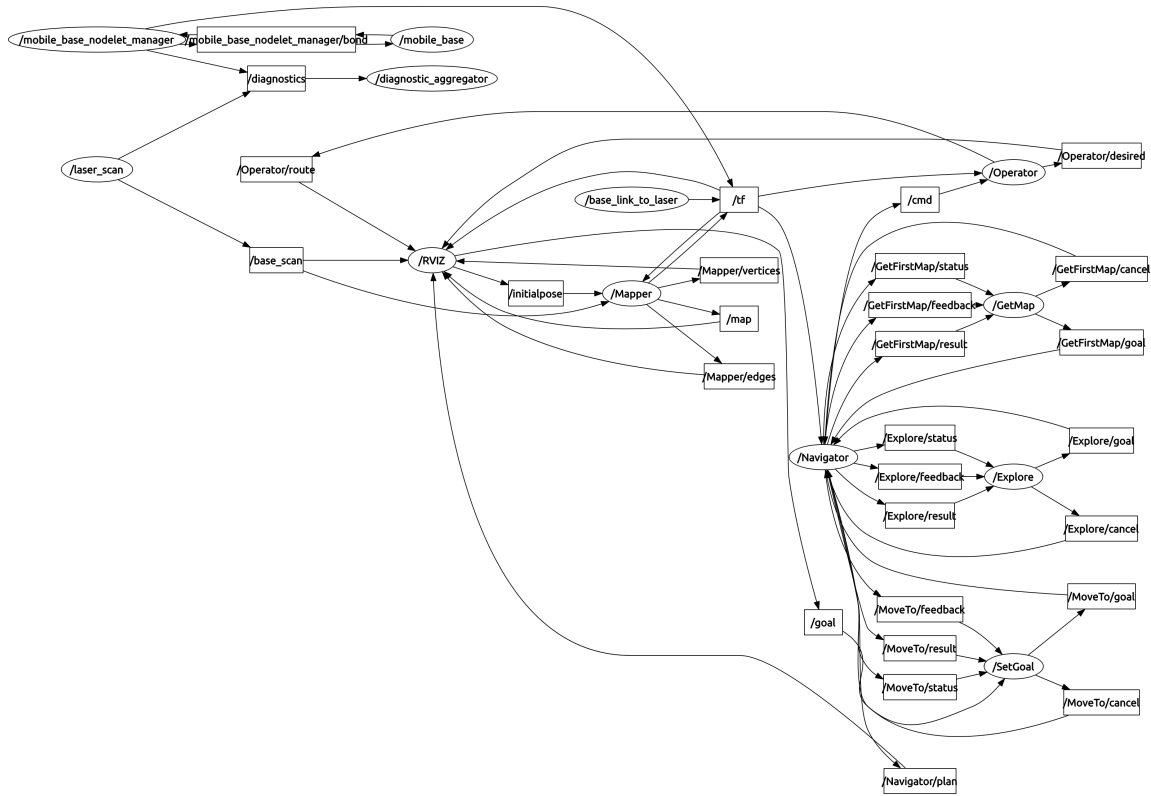 /mobile_base_nodelet_manager
/mobile_base_nodelet_manager/bond
/mobile_base
/diagnostics
/diagnostic_aggregator
/laser_scan
/Operator/route
/base_link_to_laser
/tf
/Operator
/Operator/desired
/cmd
/base_scan
/RVIZ
/initialpose
/Mapper
/Mapper/vertices
/map
/Mapper/edges
/GetFirstMap/status
/GetFirstMap/feedback
/GetFirstMap/result
/GetMap
/GetFirstMap/cancel
/GetFirstMap/goal
/Navigator
/Explore/status
/Explore/feedback
/Explore/result
/Explore
/Explore/goal
/Explore/cancel
/goal
/MoveTo/feedback
/MoveTo/result
/MoveTo/status
/SetGoal
/MoveTo/goal
/MoveTo/cancel
/Navigator/plan